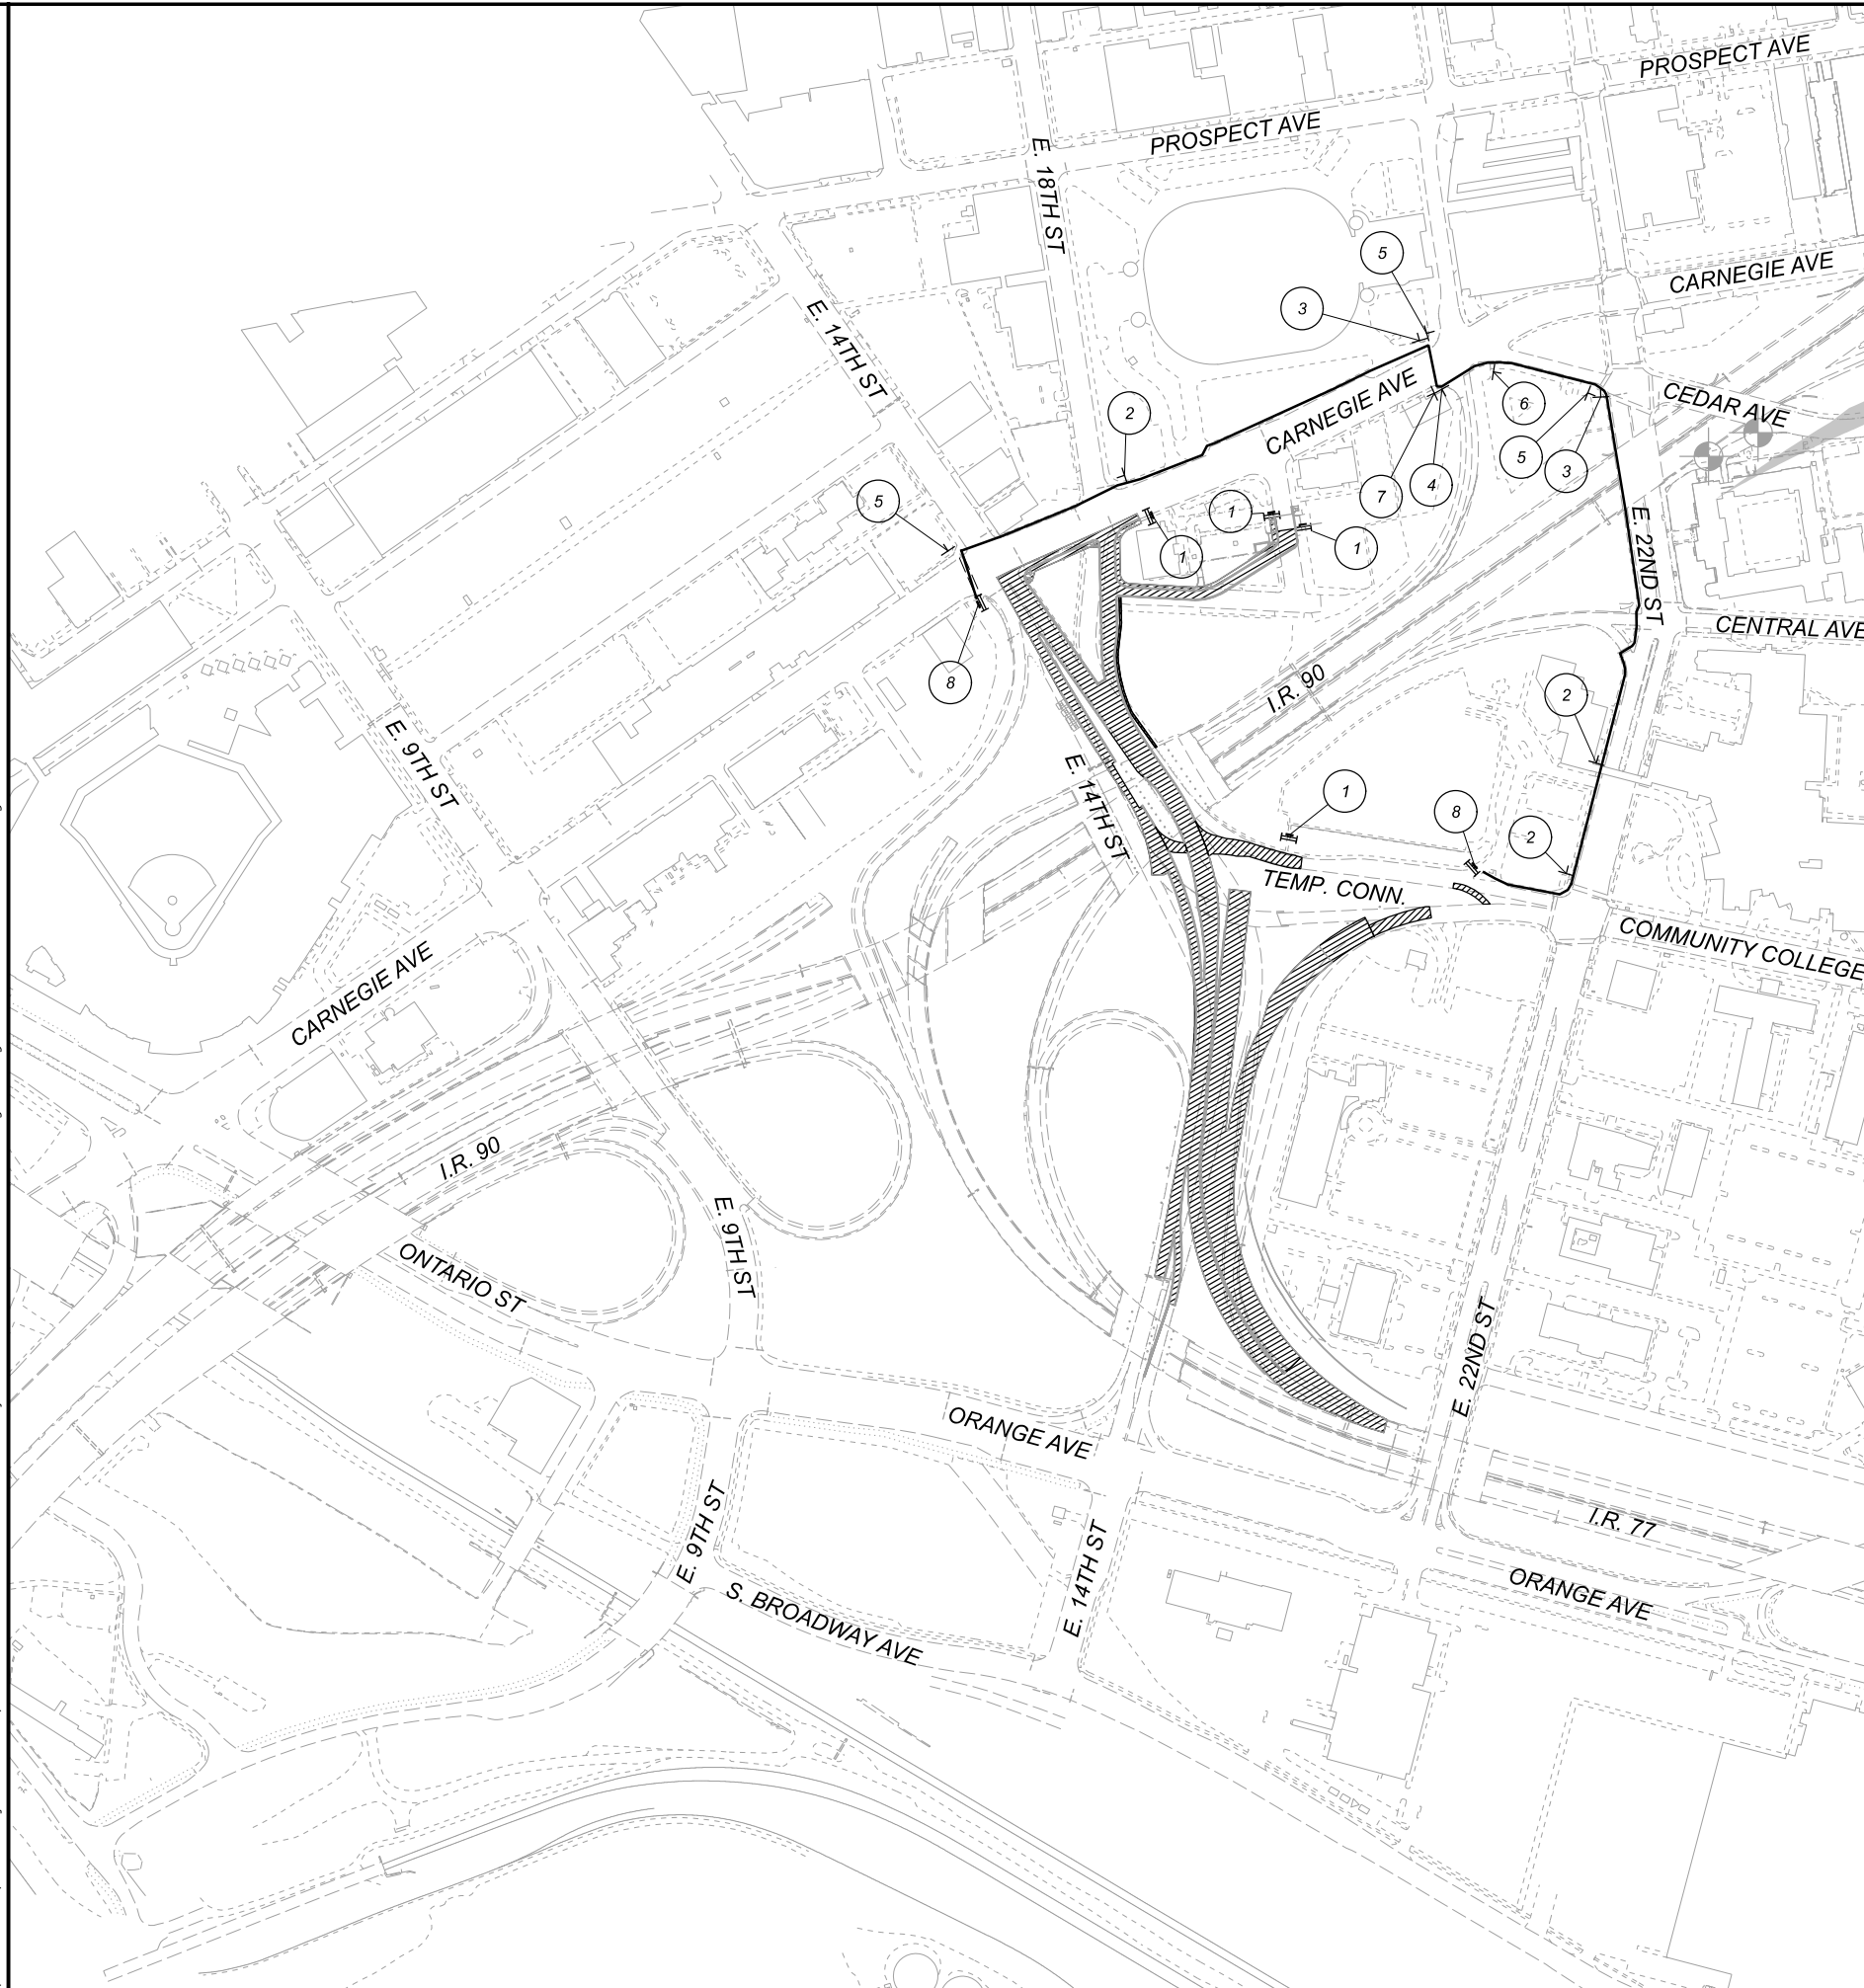 PROSPECT AVE
PROSPECT AVE
E. 18TH ST
5
CARNEGIE AVE
3
E. 14TH ST
CARNEGIE AVE
2
6
CEDAR AVE
5
3
4
7
5
1
1
1
E. 22ND ST
CENTRAL AVE
8
I.R. 90
2
E. 9TH ST
E. 14TH ST
1
8
2
TEMP. CONN.
COMMUNITY COLLEGE
CARNEGIE AVE
I.R. 90
E. 9TH ST
ONTARIO ST
E. 22ND ST
ORANGE AVE
I.R. 77
E. 9TH ST
E. 14TH ST
ORANGE AVE
S. BROADWAY AVE